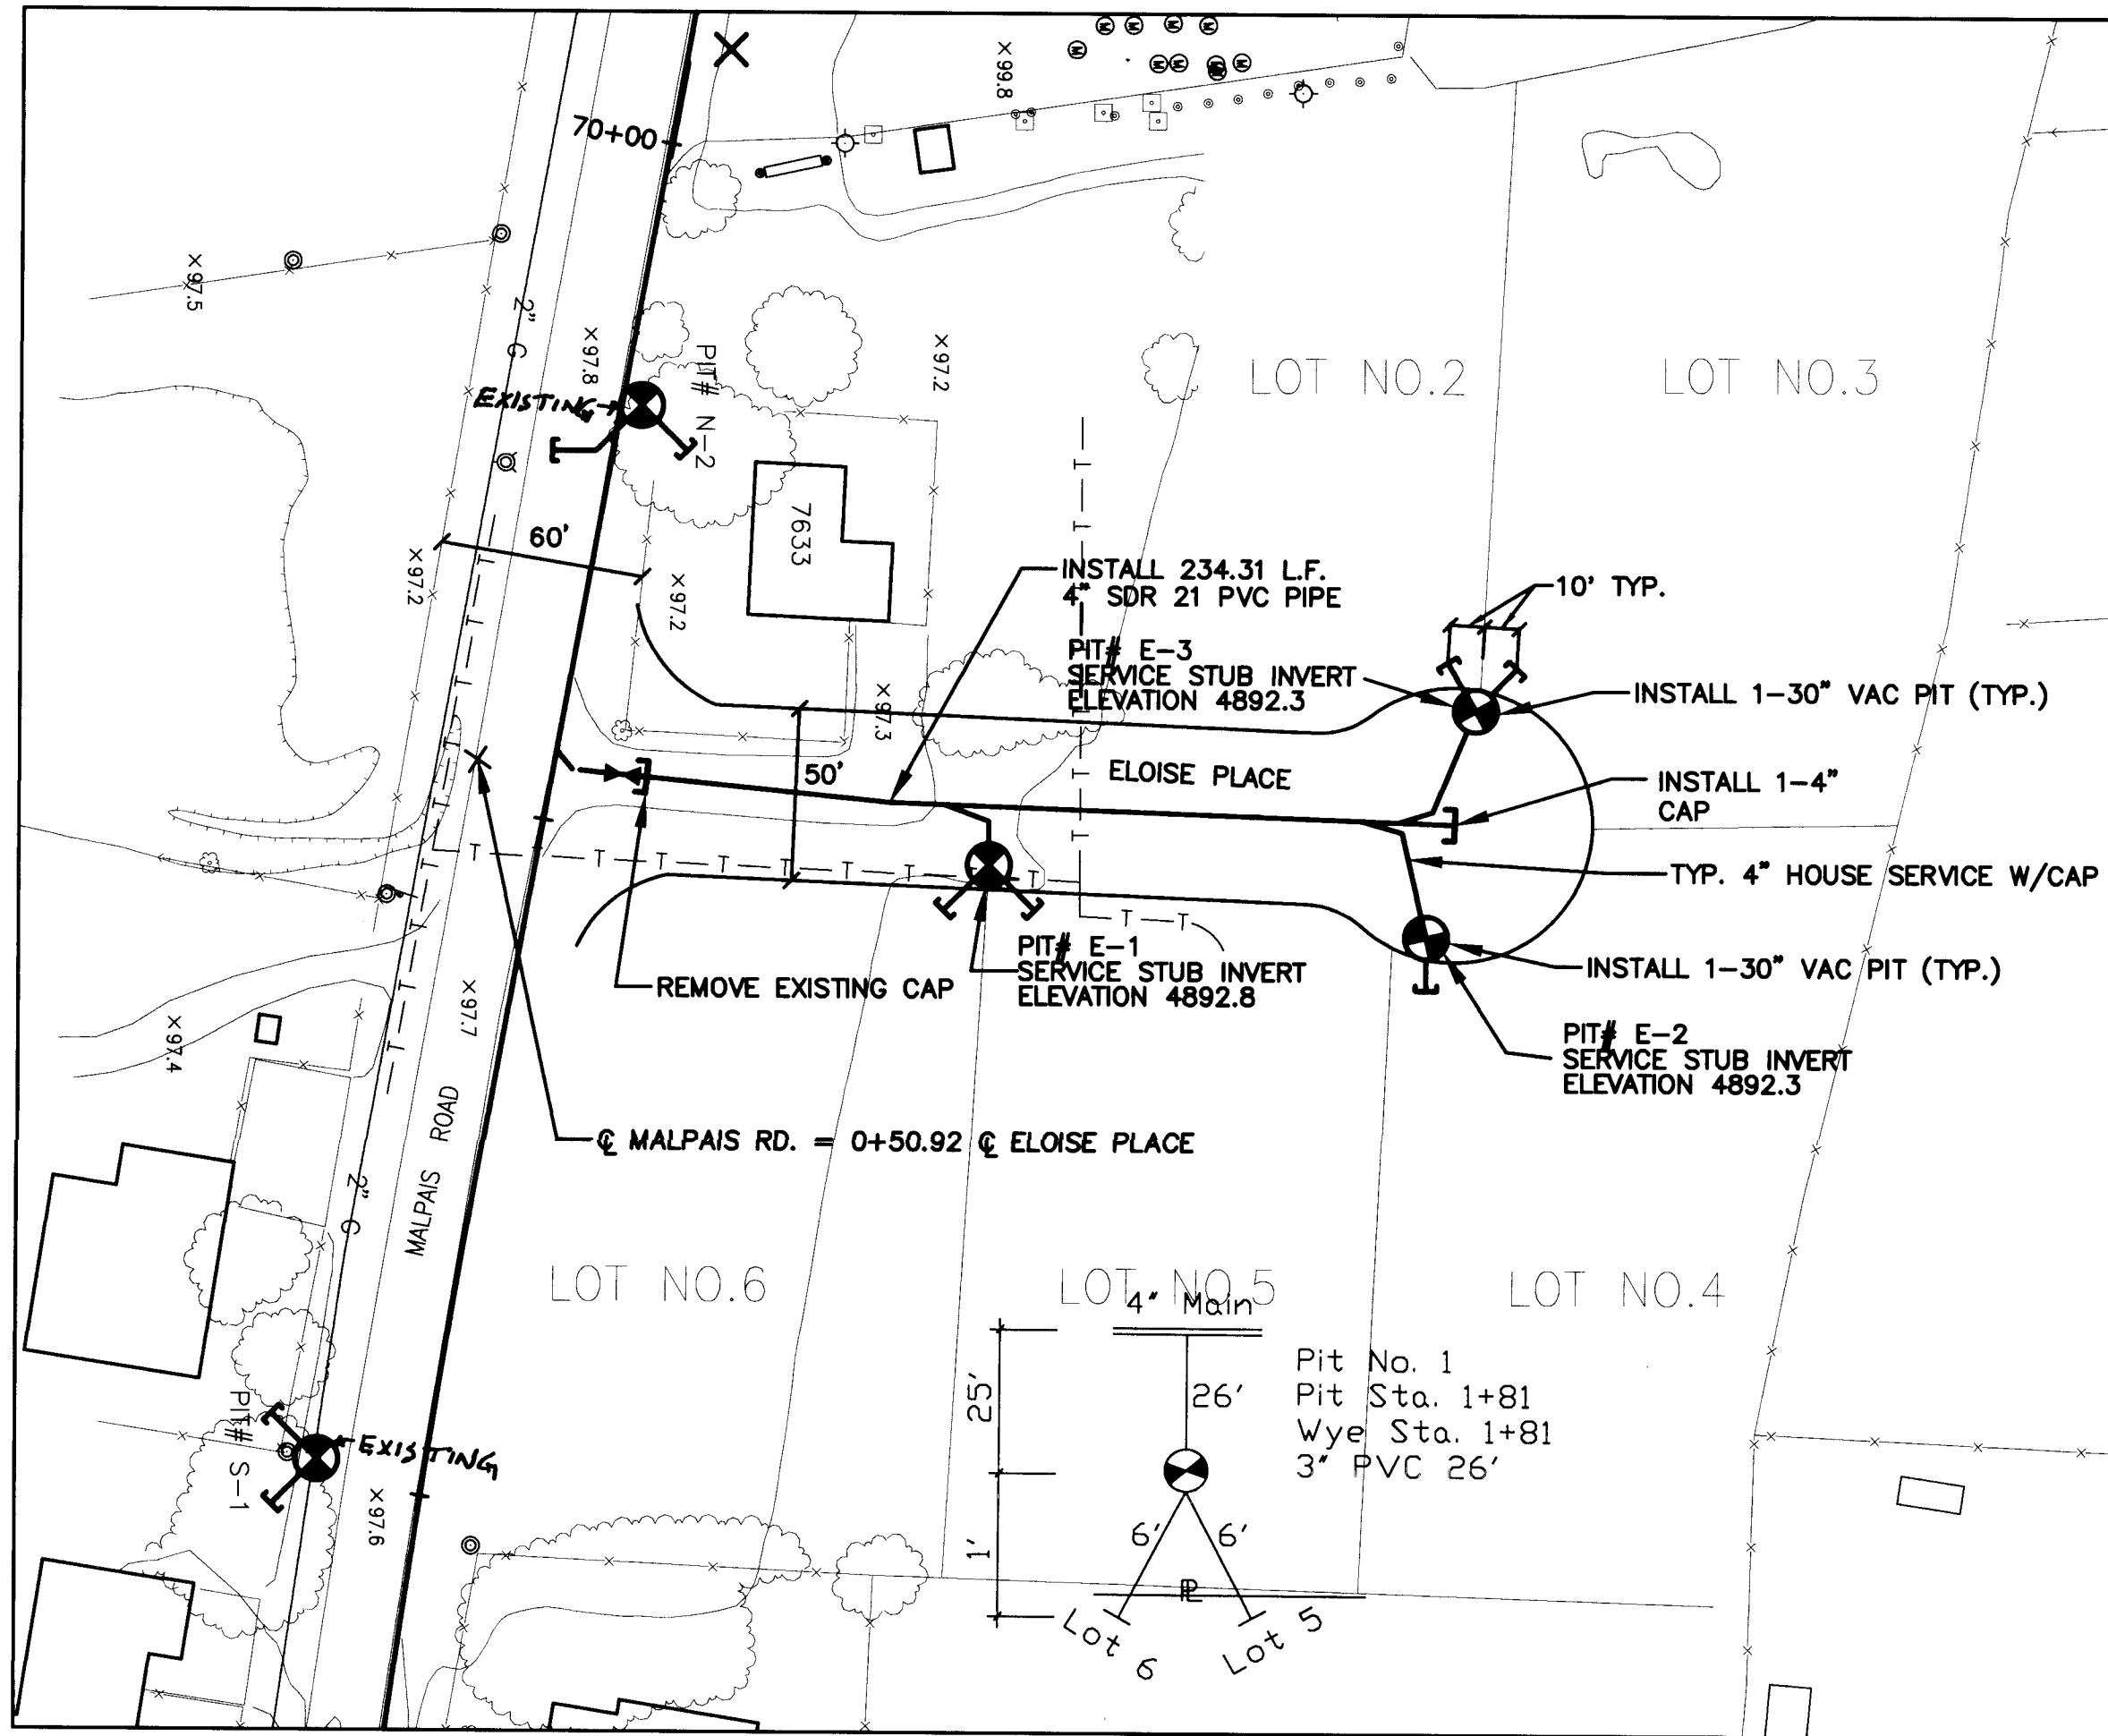 ×99.8
70+00
×97.5
2" G
×97.8
PIT# N-2
EXISTING
×97.2
LOT NO.2
LOT NO.3
7633
60'
×97.2
×97.2
INSTALL 234.31 L.F.
4" SDR 21 PVC PIPE
10' TYP.
PIT# E-3
SERVICE STUB INVERT
ELEVATION 4892.3
INSTALL 1-30" VAC PIT (TYP.)
×97.3
50'
ELOISE PLACE
INSTALL 1-4"
CAP
TYP. 4" HOUSE SERVICE W/CAP
PIT# E-1
SERVICE STUB INVERT
ELEVATION 4892.8
REMOVE EXISTING CAP
INSTALL 1-30" VAC PIT (TYP.)
PIT# E-2
SERVICE STUB INVERT
ELEVATION 4892.3
×97.7
×97.4
MALPAIS ROAD
℄ MALPAIS RD. = 0+50.92 ℄ ELOISE PLACE
2" G
LOT NO.6
LOT NO.5
LOT NO.4
4" Main
25'
26'
Pit No. 1
Pit Sta. 1+81
Wye Sta. 1+81
3" PVC 26'
PIT# S-1
EXISTING
×97.6
1'
6'
6'
PL
Lot 6
Lot 5